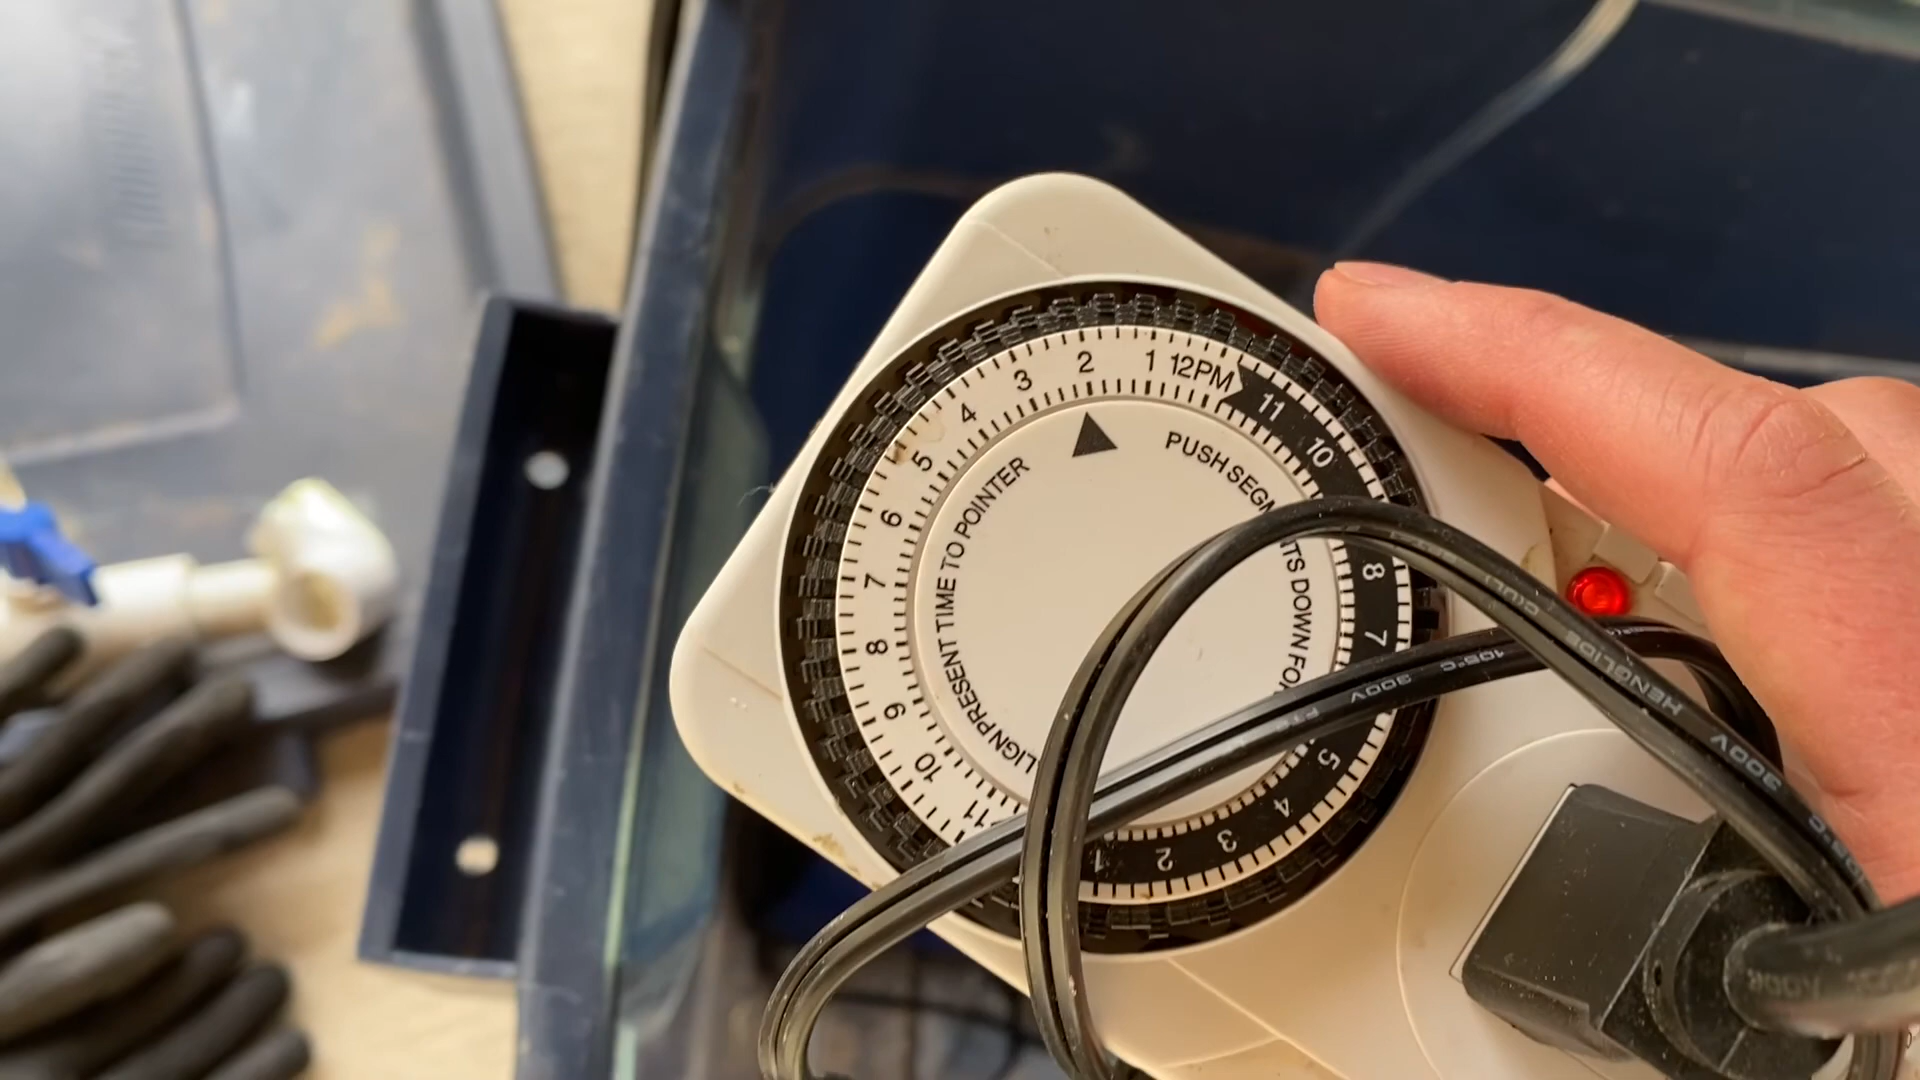 12PM
1
2
3
4
5
6
7
8
9
10
11
1
2
3
4
5
7
8
10
11
LIGN PRESENT TIME TO POINTER
PUSH SEGM
TS DOWN FO
HENGLIDE
300V
105°C
300V